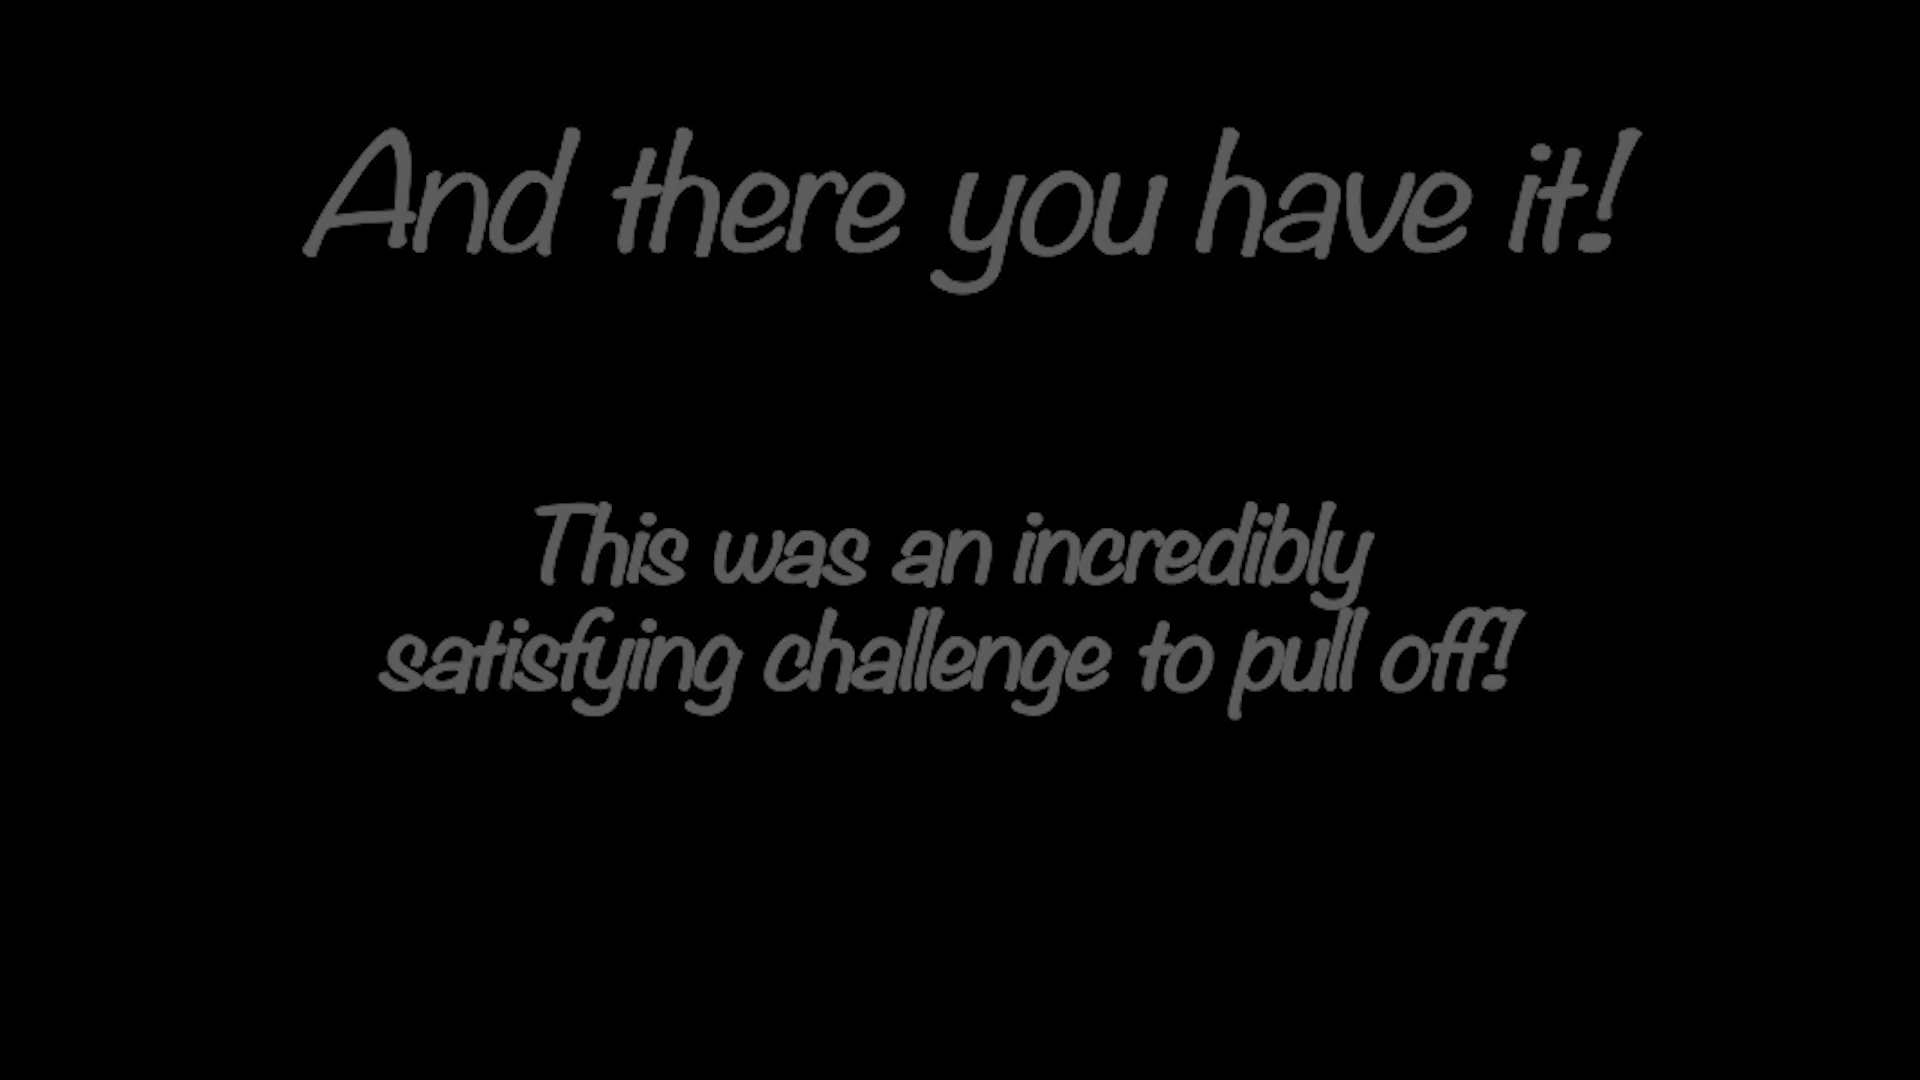 And there you have it!
This was an incredibly
satisfying challenge to pull off!